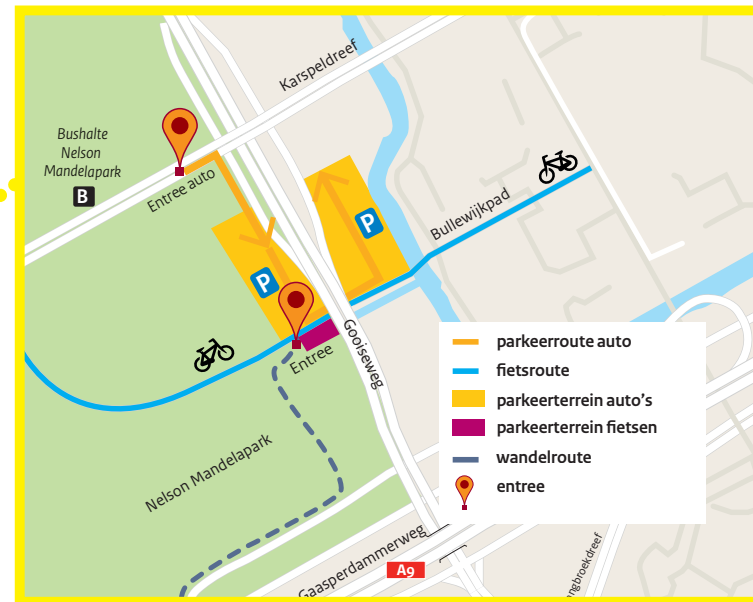 Karspeldreef
Bushalte
Nelson
Mandelapark
B
Entree auto
P
Bullewijkpad
P
Gooiseweg
Entree
Nelson Mandelapark
parkeerroute auto
fietsroute
parkeerterrein auto's
parkeerterrein fietsen
wandelroute
entree
Gaasperdammerweg
A9